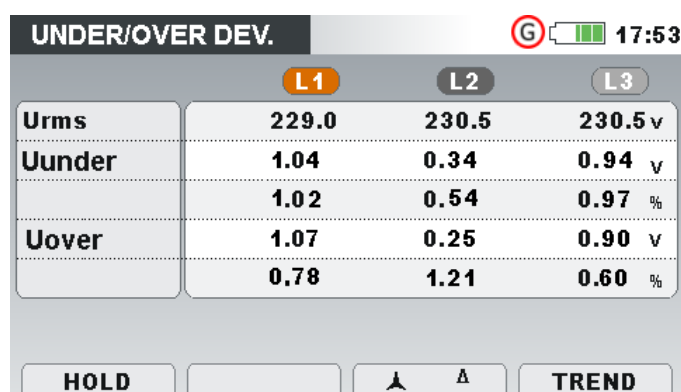 UNDER/OVER DEV. G 17:53
L1 L2 L3
Urms 229.0 230.5 230.5 v
Uunder 1.04 0.34 0.94 V
1.02 0.54 0.97 %
Uover 1.07 0.25 0.90 V
0.78 1.21 0.60 %
HOLD Δ TREND